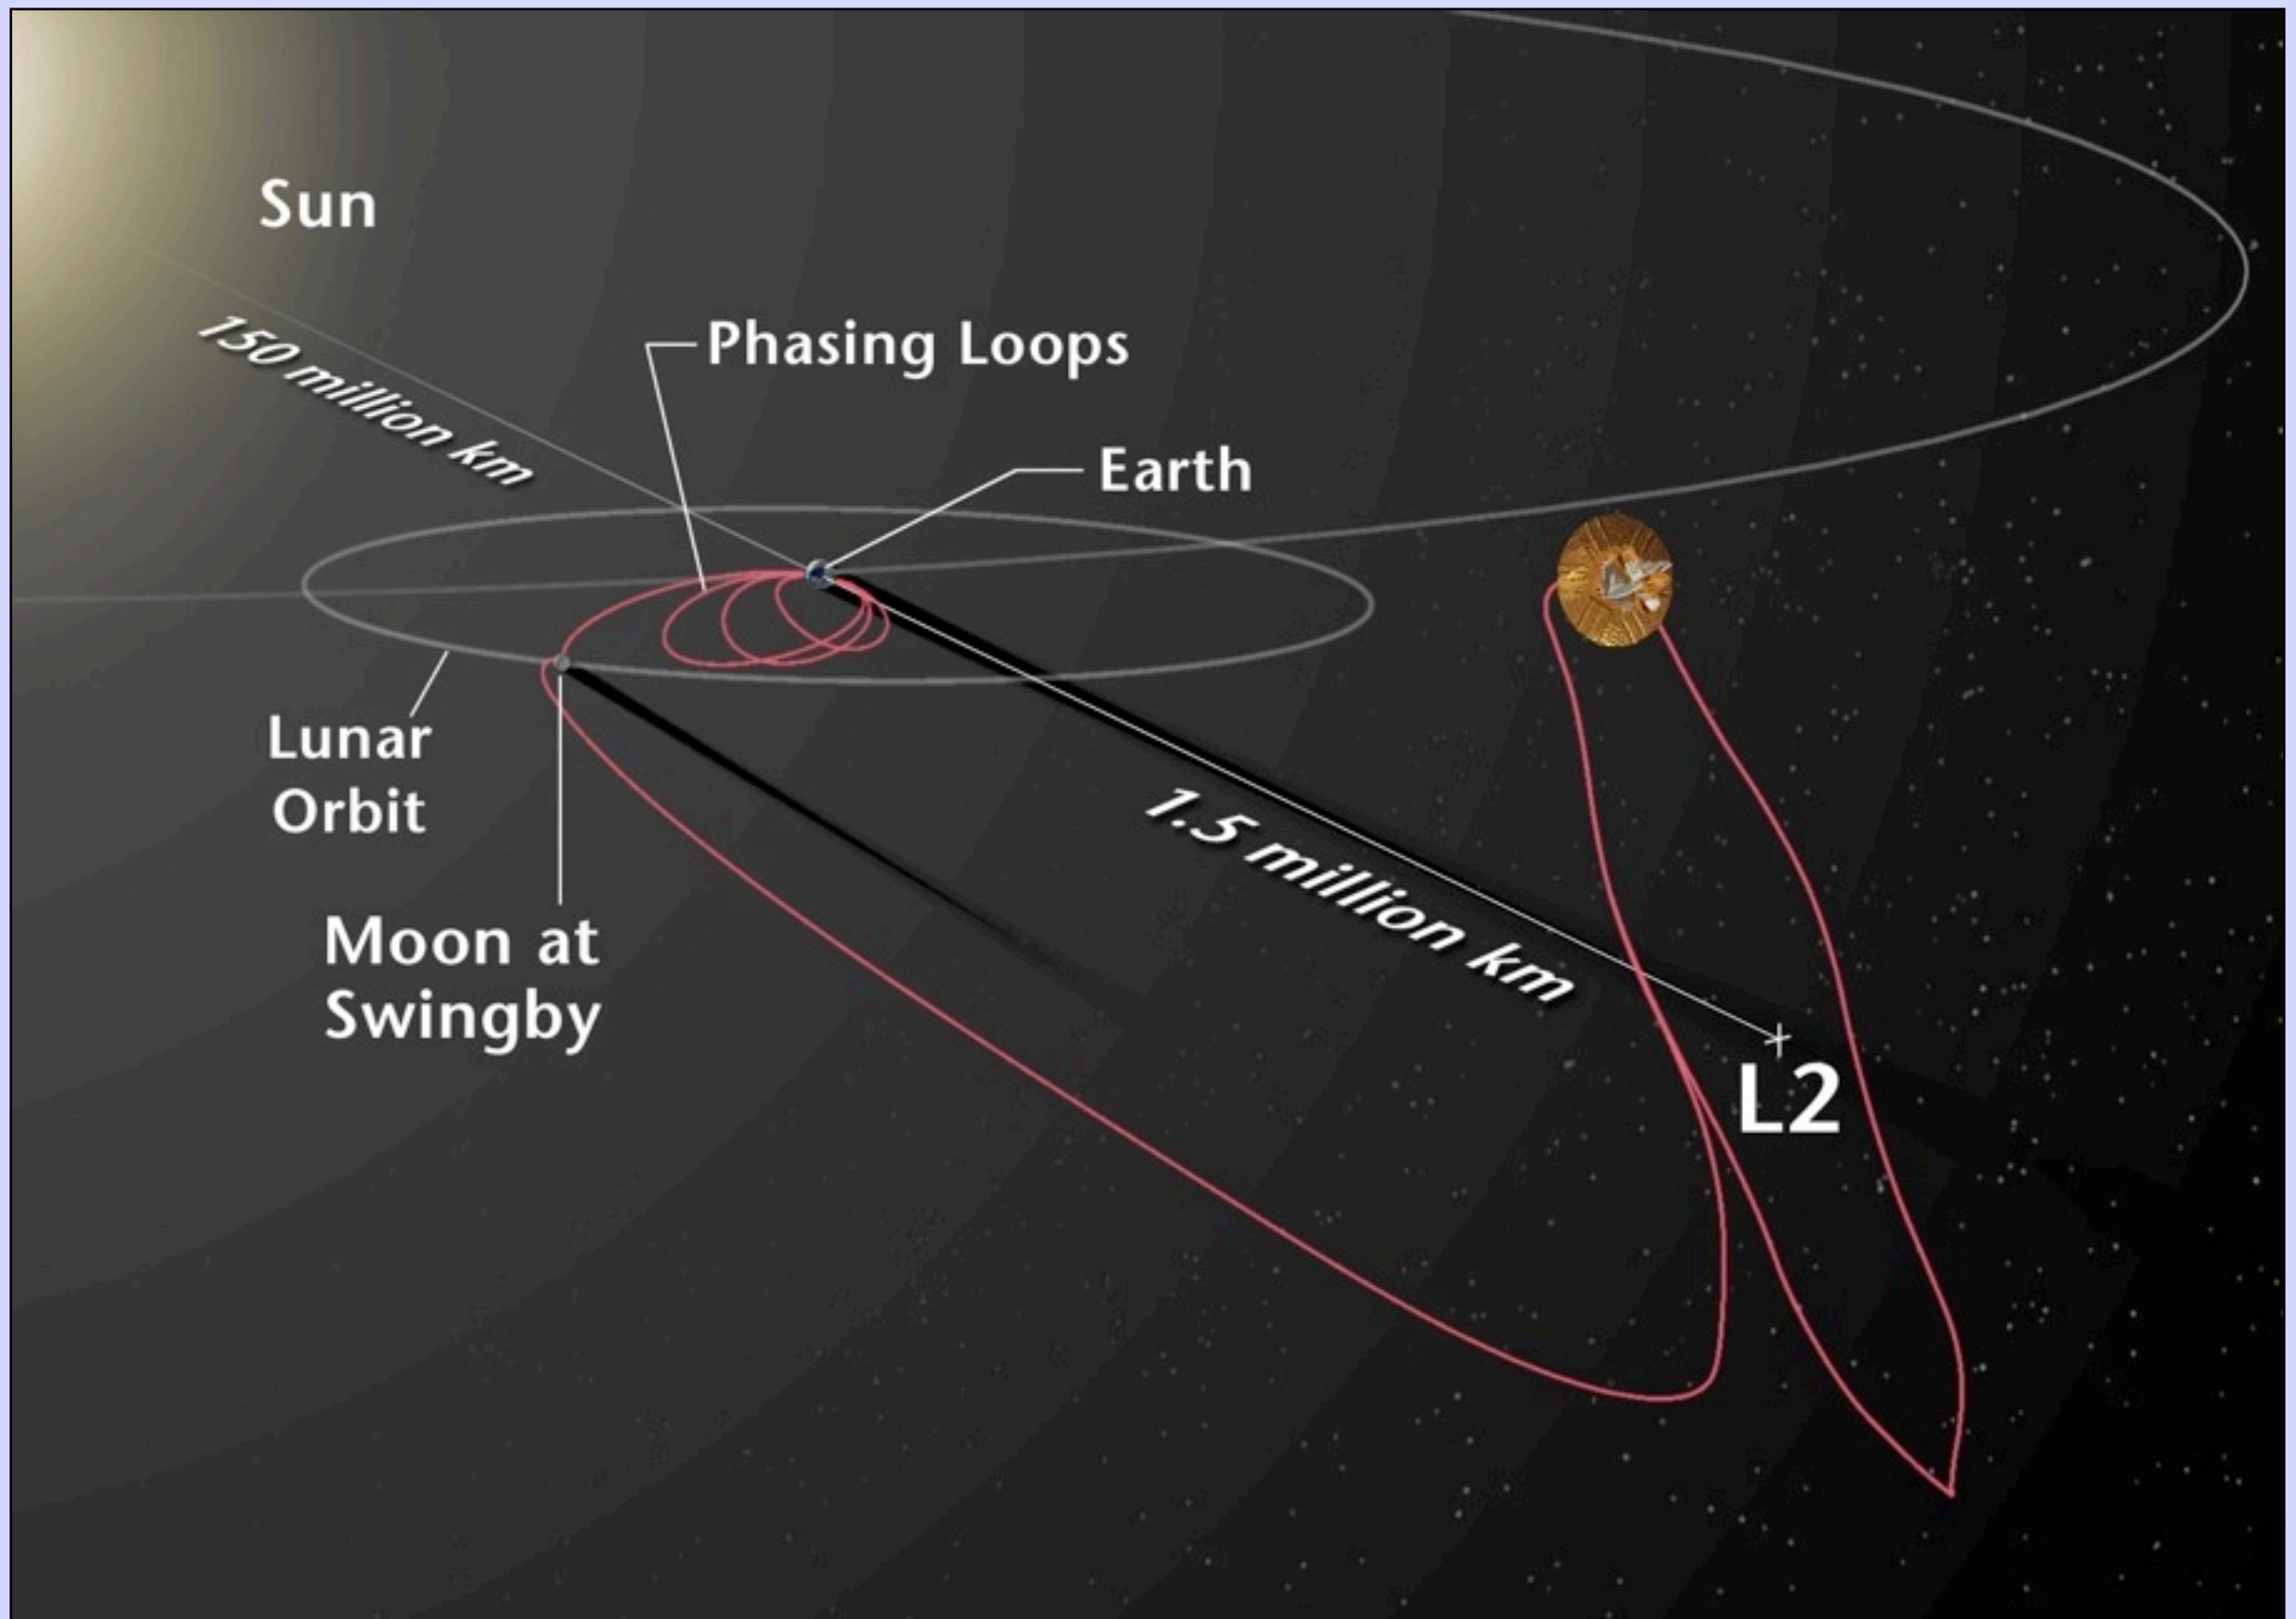 Sun
150 million km
Phasing Loops
Earth
Lunar
Orbit
Moon at
Swingby
1.5 million km
L2